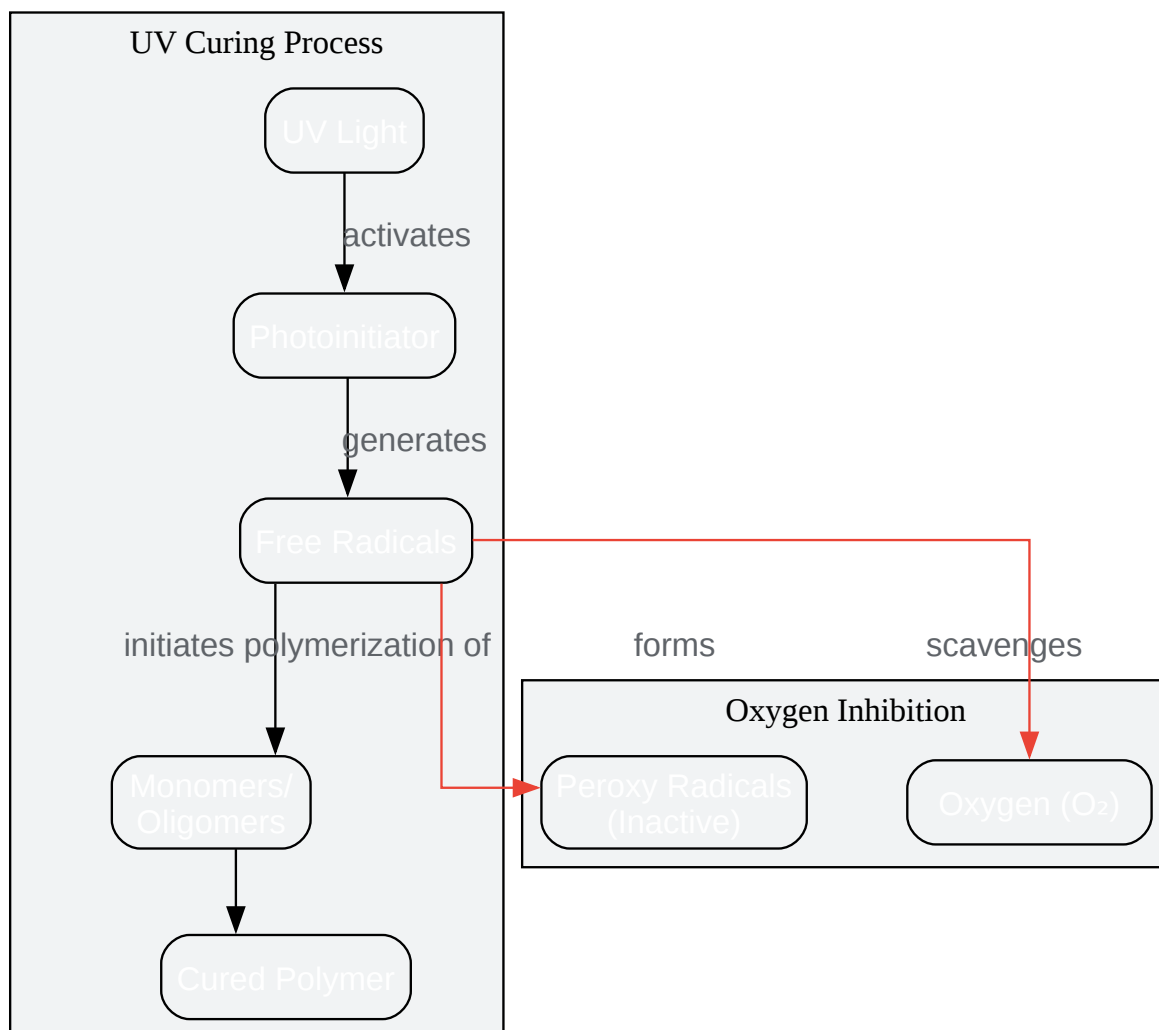 UV Curing Process
UV Light
activates
Photoinitiator
generates
Free Radicals
initiates polymerization of
forms
scavenges
Oxygen Inhibition
Monomers/
Oligomers
Peroxy Radicals
(Inactive)
Oxygen (O₂)
Cured Polymer